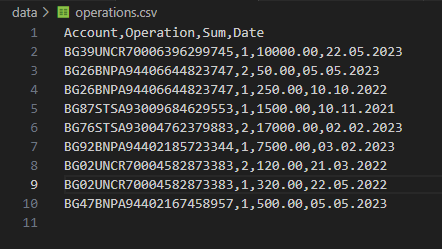 data > operations.csv
1 Account,Operation,Sum,Date
2 BG39UNCR70006396299745,1,10000.00,22.05.2023
3 BG26BNPA94406644823747,2,50.00,05.05.2023
4 BG26BNPA94406644823747,1,250.00,10.10.2022
5 BG87STSA93009684629553,1,1500.00,10.11.2021
6 BG76STSA93004762379883,2,17000.00,02.02.2023
7 BG92BNPA94402185723344,1,7500.00,03.02.2023
8 BG02UNCR70004582873383,2,120.00,21.03.2022
9 BG02UNCR70004582873383,1,320.00,22.05.2022
10 BG47BNPA94402167458957,1,500.00,05.05.2023
11